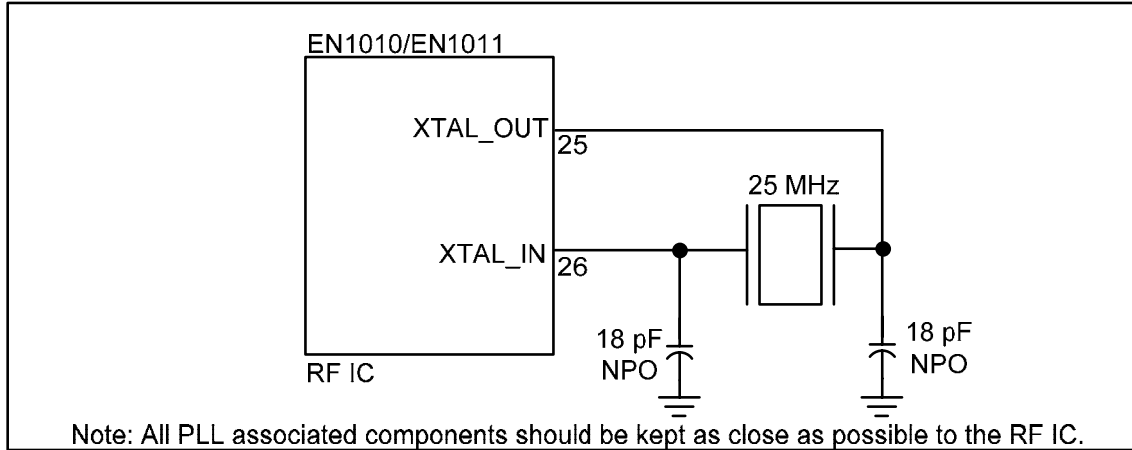 EN1010/EN1011
XTAL_OUT
25
25 MHz
XTAL_IN
26
18 pF
NPO
18 pF
NPO
RF IC
Note: All PLL associated components should be kept as close as possible to the RF IC.